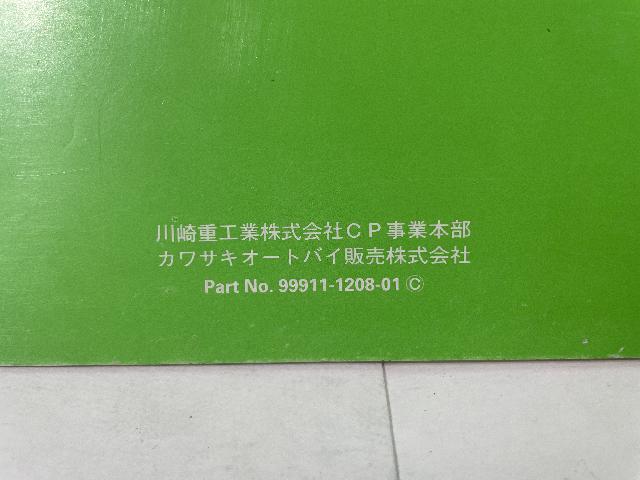 川崎重工業株式会社ＣＰ事業本部
カワサキオートバイ販売株式会社
Part No. 99911-1208-01 Ⓒ